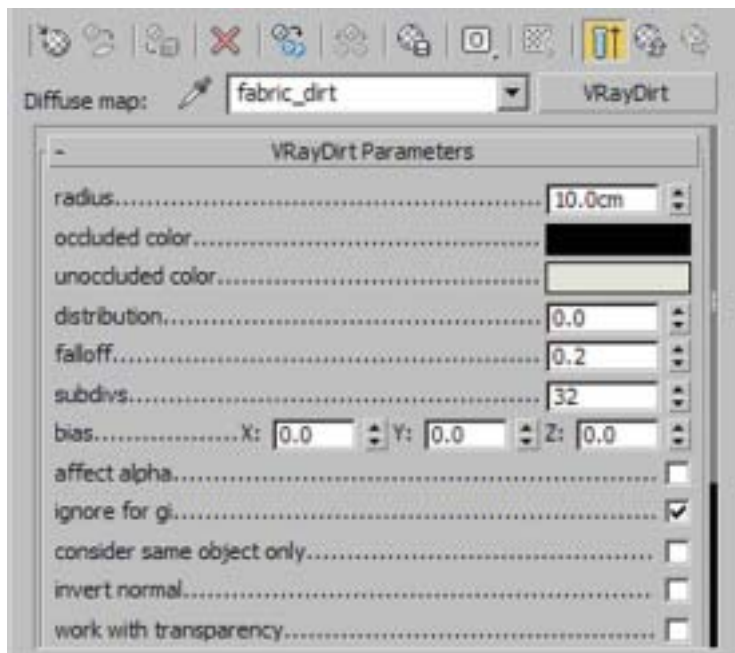 Diffuse map: fabric_dirt VRayDirt
- VRayDirt Parameters
radius.................................................... 10.0cm
occluded color..........................................
unoccluded color.......................................
distribution.............................................. 0.0
falloff..................................................... 0.2
subdivs................................................... 32
bias..................X: 0.0 Y: 0.0 Z: 0.0
affect alpha............................................................
ignore for gi............................................................
consider same object only..........................................
invert normal..........................................................
work with transparency.............................................